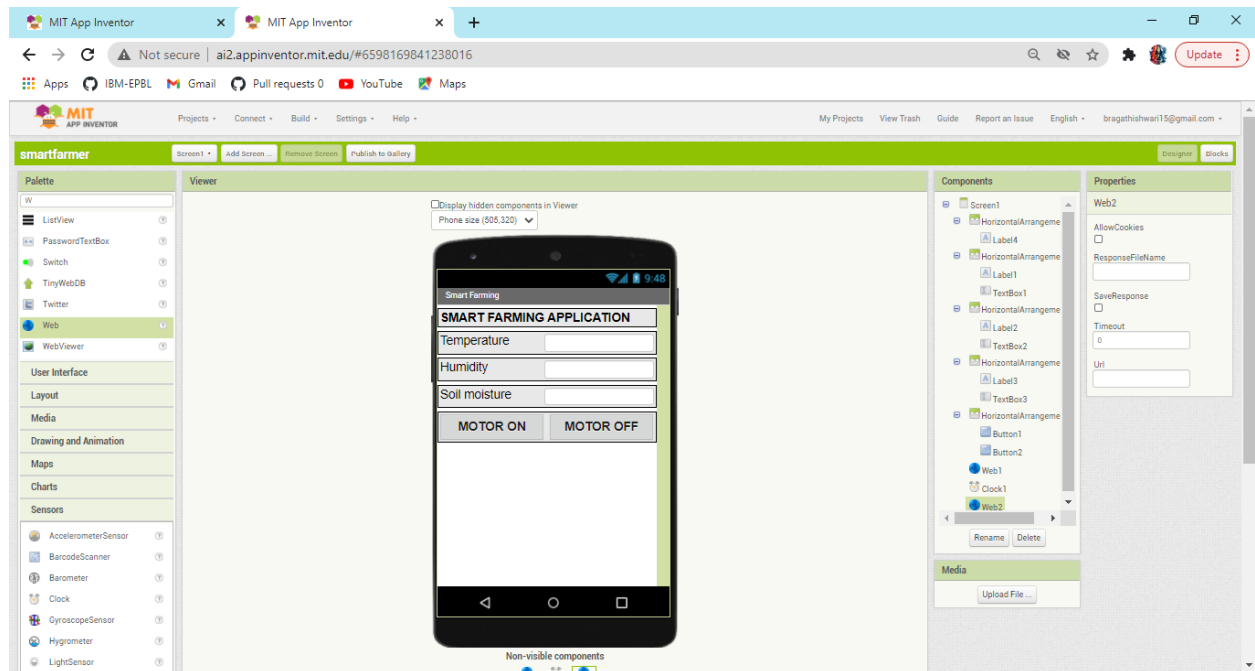 MIT App Inventor
MIT App Inventor
Not secure | ai2.appinventor.mit.edu/#6598169841238016
Update
Apps IBM-EPBL Gmail Pull requests 0 YouTube Maps
MIT
APP INVENTOR
Projects Connect Build Settings Help
My Projects View Trash Guide Report an Issue English bragathishwari15@gmail.com
smartfarmer
Screen1 Add Screen ... Remove Screen Publish to Gallery
Designer Blocks
Palette
W
ListView
PasswordTextBox
Switch
TinyWebDB
Twitter
Web
WebViewer
User Interface
Layout
Media
Drawing and Animation
Maps
Charts
Sensors
AccelerometerSensor
BarcodeScanner
Barometer
Clock
GyroscopeSensor
Hygrometer
LightSensor
Viewer
Display hidden components in Viewer
Phone size (505,320)
9:48
Smart Farming
SMART FARMING APPLICATION
Temperature
Humidity
Soil moisture
MOTOR ON MOTOR OFF
Non-visible components
Components
Screen1
HorizontalArrangeme
Label4
HorizontalArrangeme
Label1
TextBox1
HorizontalArrangeme
Label2
TextBox2
HorizontalArrangeme
Label3
TextBox3
HorizontalArrangeme
Button1
Button2
Web1
Clock1
Web2
Rename Delete
Media
Upload File ...
Properties
Web2
AllowCookies
ResponseFileName
SaveResponse
Timeout
0
Url